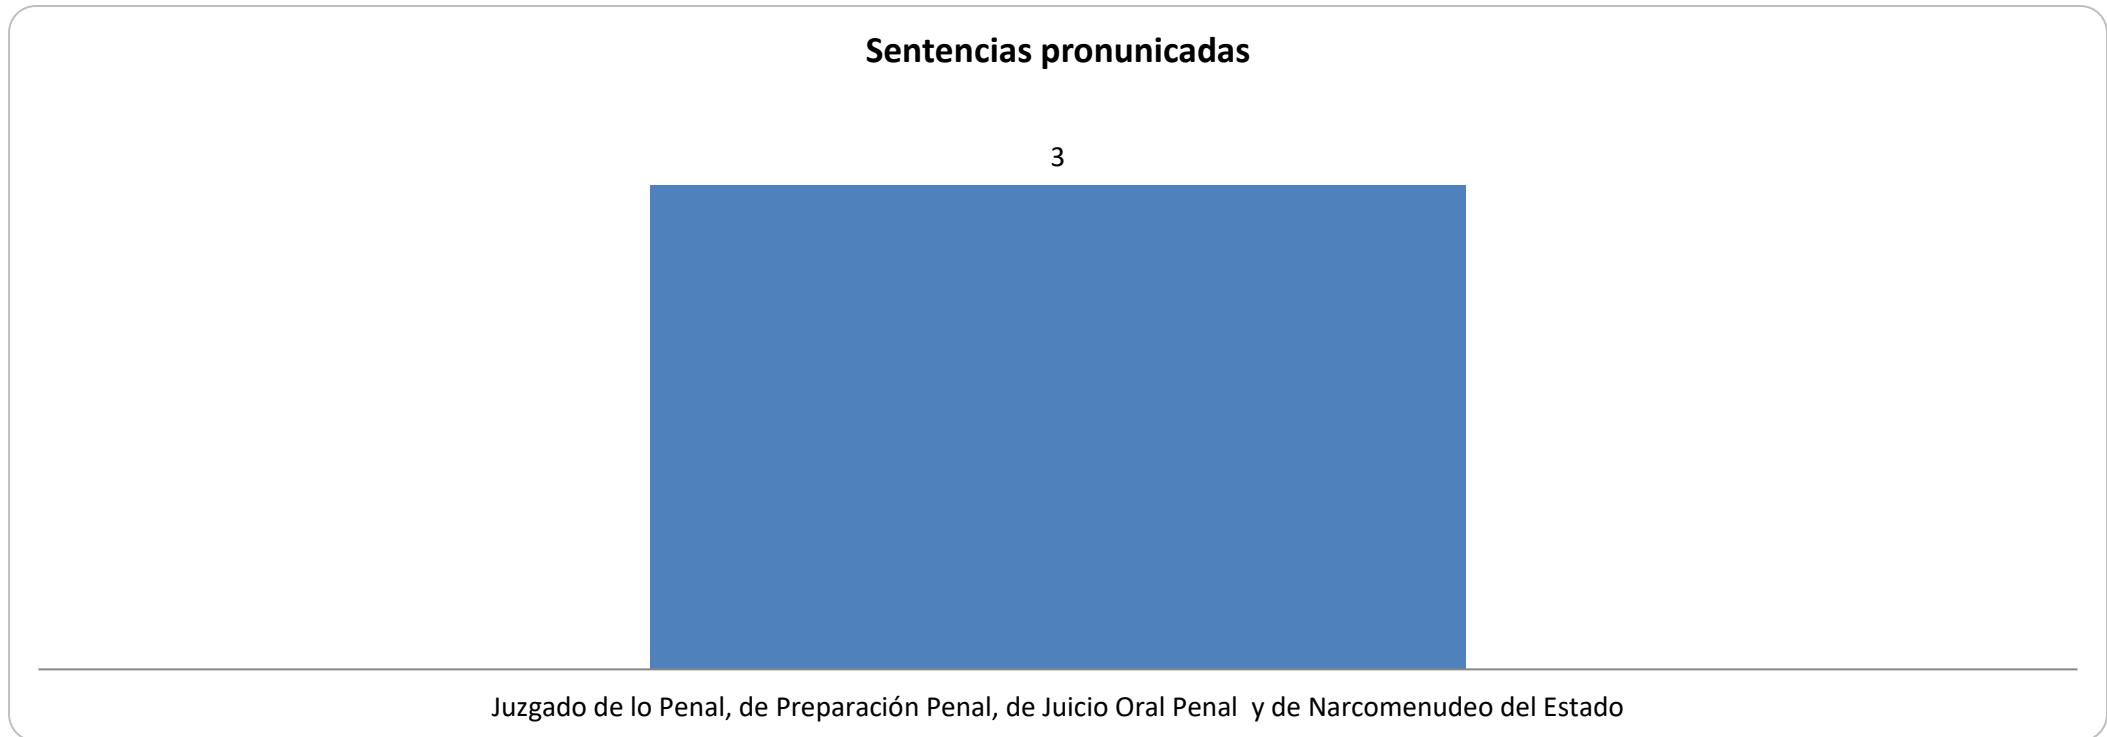 Sentencias pronunicadas
3
Juzgado de lo Penal, de Preparación Penal, de Juicio Oral Penal  y de Narcomenudeo del Estado